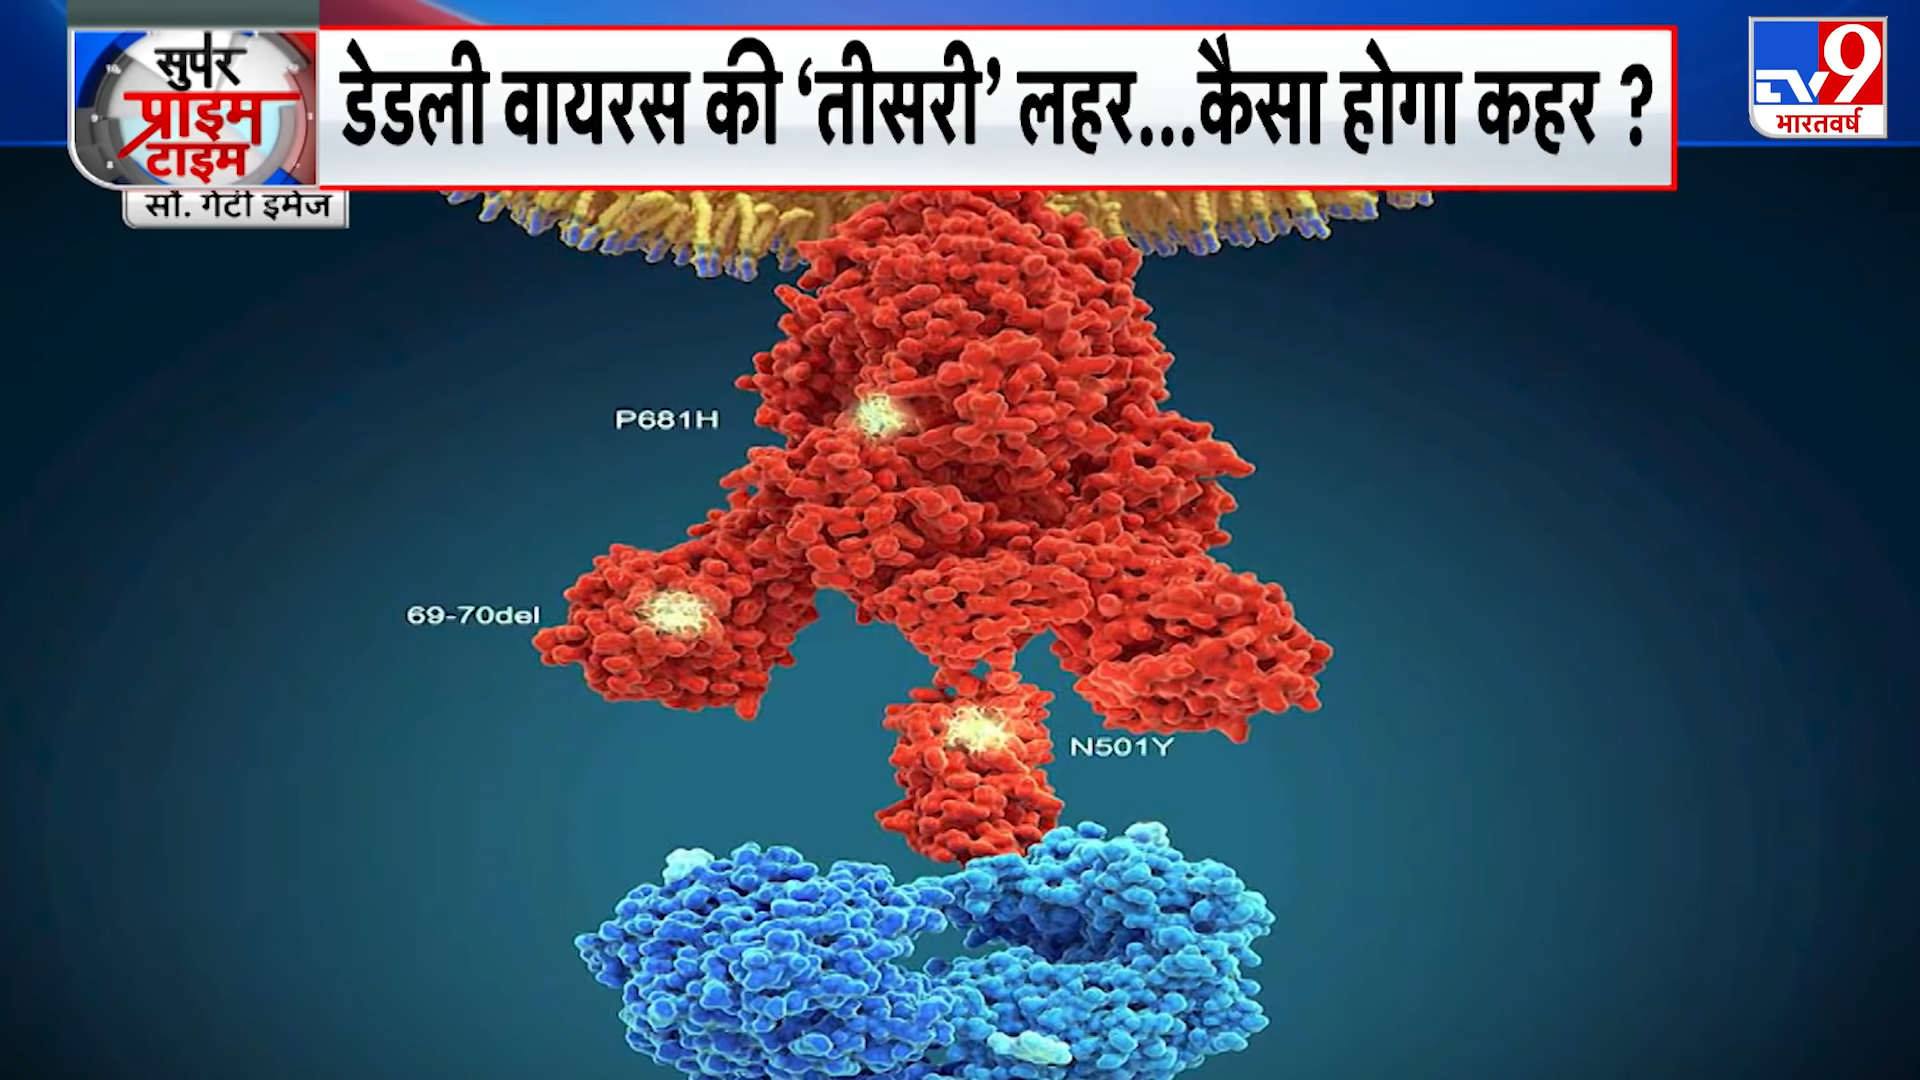 सुपर
प्राइम
टाइम
डेडली वायरस की ‘तीसरी’ लहर...कैसा होगा कहर ?
TV9
भारतवर्ष
सौ. गेटी इमेज
P681H
69-70del
N501Y